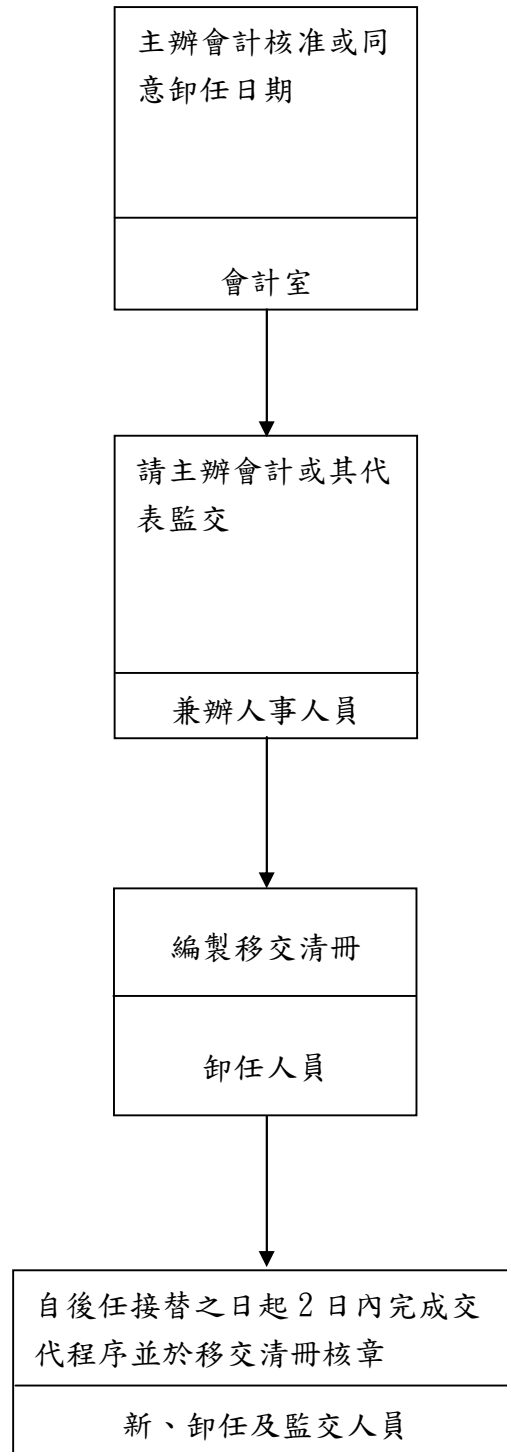 主辦會計核准或同
意卸任日期
會計室
請主辦會計或其代
表監交
兼辦人事人員
編製移交清冊
卸任人員
自後任接替之日起 2 日內完成交
代程序並於移交清冊核章
新、卸任及監交人員